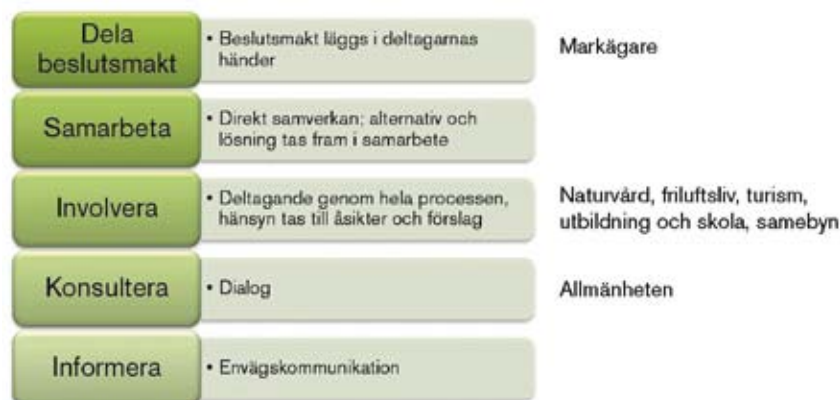 Dela
beslutsmakt
• Beslutsmakt läggs i deltagarnas
händer
Markägare
Samarbeta
• Direkt samverkan; alternativ och
lösning tas fram i samarbete
Involvera
• Deltagande genom hela processen,
hänsyn tas till åsikter och förslag
Naturvård, friluftsliv, turism,
utbildning och skola, samebyn
Konsultera
• Dialog
Allmänheten
Informera
• Envägskommunikation